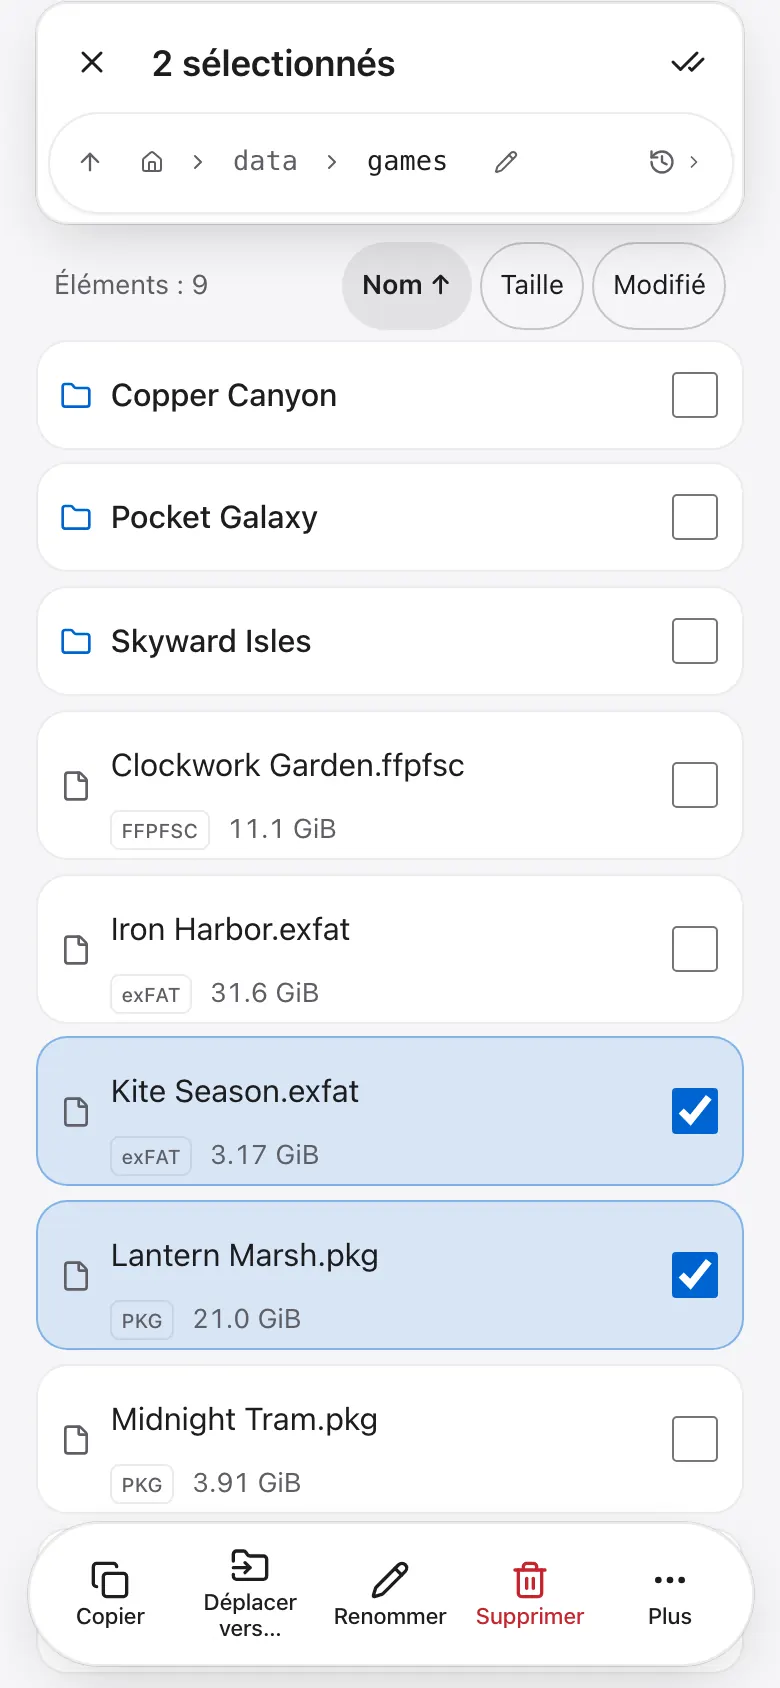 2 sélectionnés
data > games
Éléments : 9
Nom ↑ Taille Modifié
Copper Canyon
Pocket Galaxy
Skyward Isles
Clockwork Garden.ffpfsc
FFPFSC 11.1 GiB
Iron Harbor.exfat
exFAT 31.6 GiB
Kite Season.exfat
exFAT 3.17 GiB
Lantern Marsh.pkg
PKG 21.0 GiB
Midnight Tram.pkg
PKG 3.91 GiB
Copier
Déplacer
vers...
Renommer
Supprimer
Plus